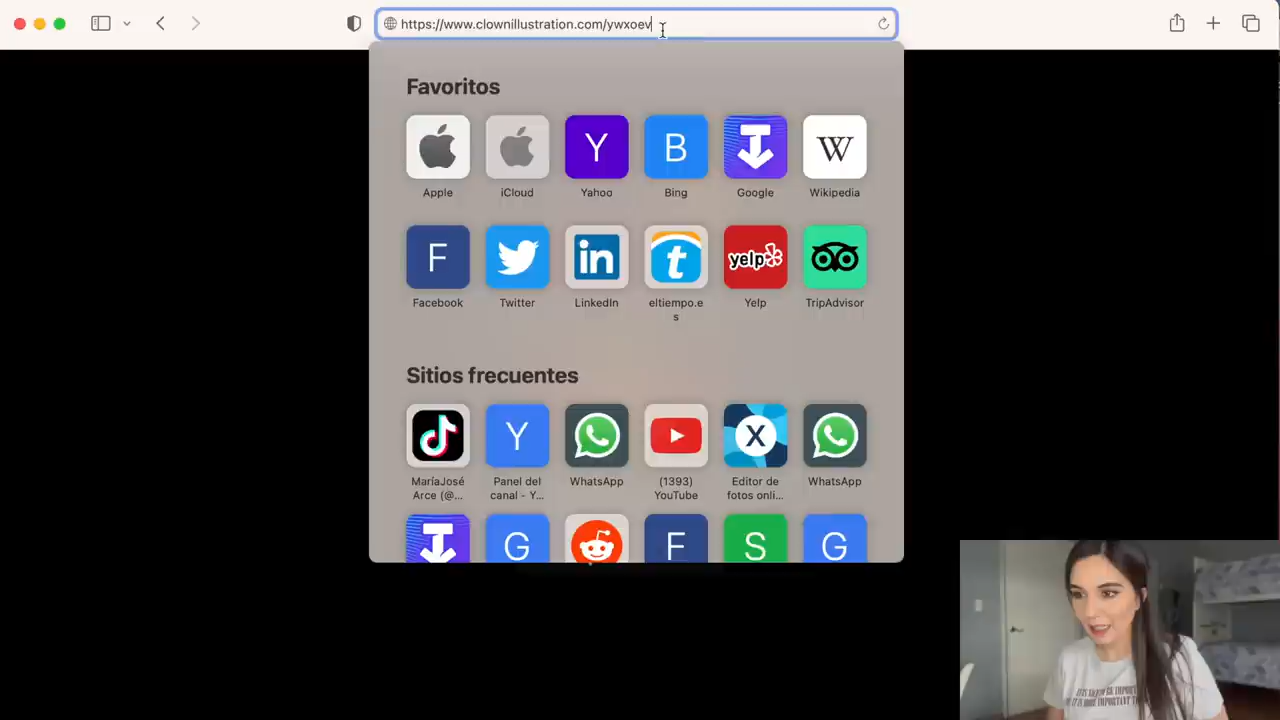 https://www.clownillustration.com/ywxoev
Favoritos
Y
B
W
Apple
iCloud
Yahoo
Bing
Google
Wikipedia
F
in
t
yelp
Facebook
Twitter
LinkedIn
eltiempo.e
s
Yelp
TripAdvisor
Sitios frecuentes
Y
X
MaríaJosé
Arce (@...
Panel del
canal - Y...
WhatsApp
(1393)
YouTube
Editor de
fotos onli...
WhatsApp
G
F
S
G